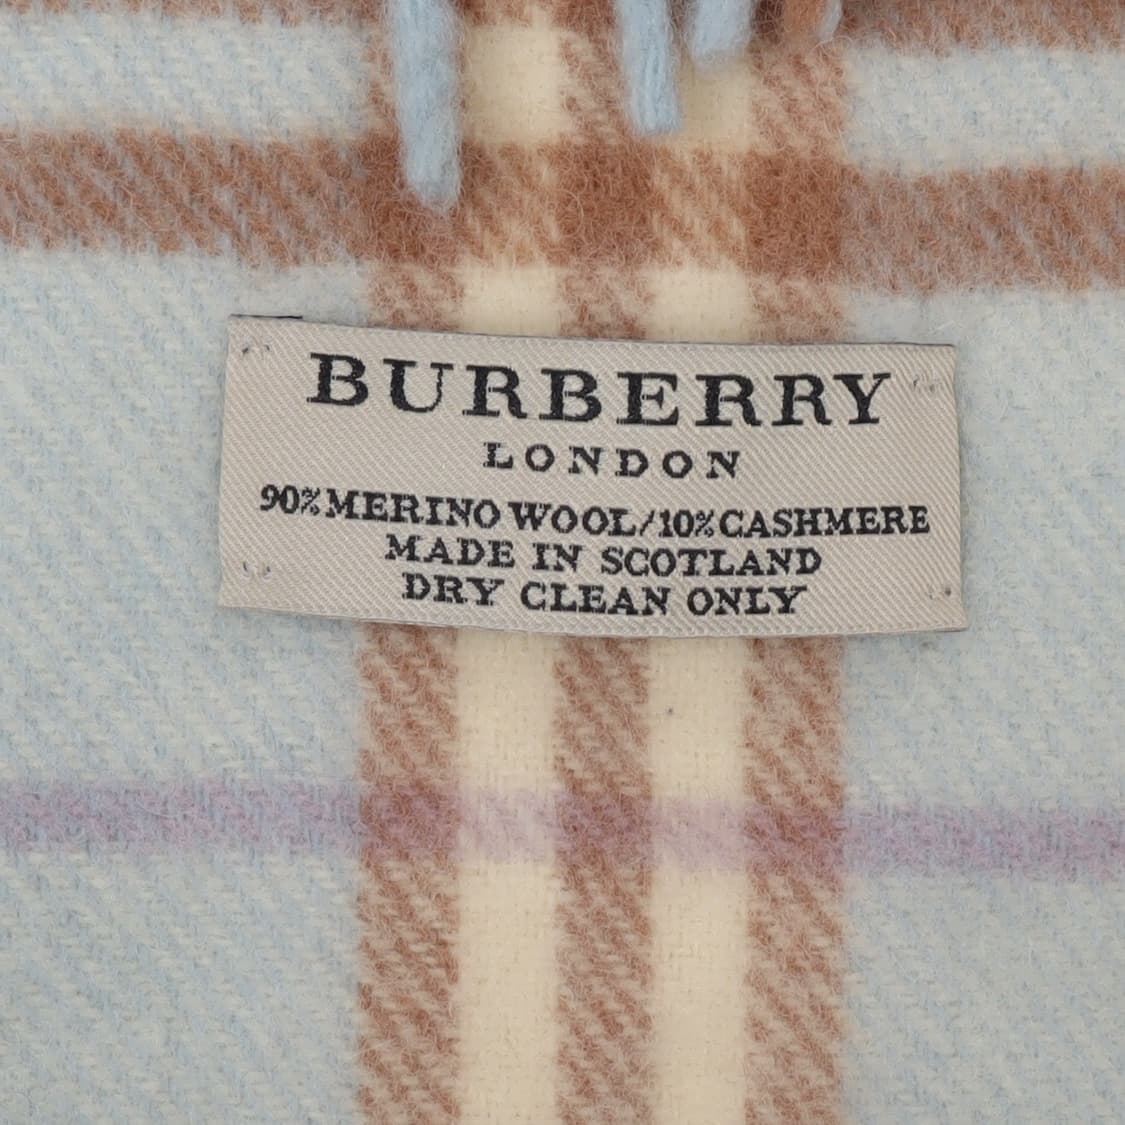 BURBERRY
LONDON
90% MERINO WOOL/10% CASHMERE
MADE IN SCOTLAND
DRY CLEAN ONLY